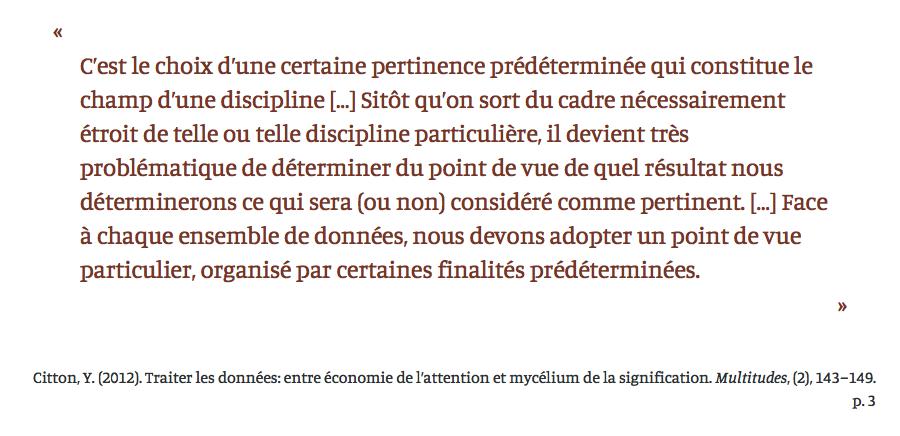 «
C’est le choix d’une certaine pertinence prédéterminée qui constitue le
champ d’une discipline [...] Sitôt qu’on sort du cadre nécessairement
étroit de telle ou telle discipline particulière, il devient très
problématique de déterminer du point de vue de quel résultat nous
déterminerons ce qui sera (ou non) considéré comme pertinent. [...] Face
à chaque ensemble de données, nous devons adopter un point de vue
particulier, organisé par certaines finalités prédéterminées.
»
Citton, Y. (2012). Traiter les données: entre économie de l’attention et mycélium de la signification. Multitudes, (2), 143–149.
p. 3